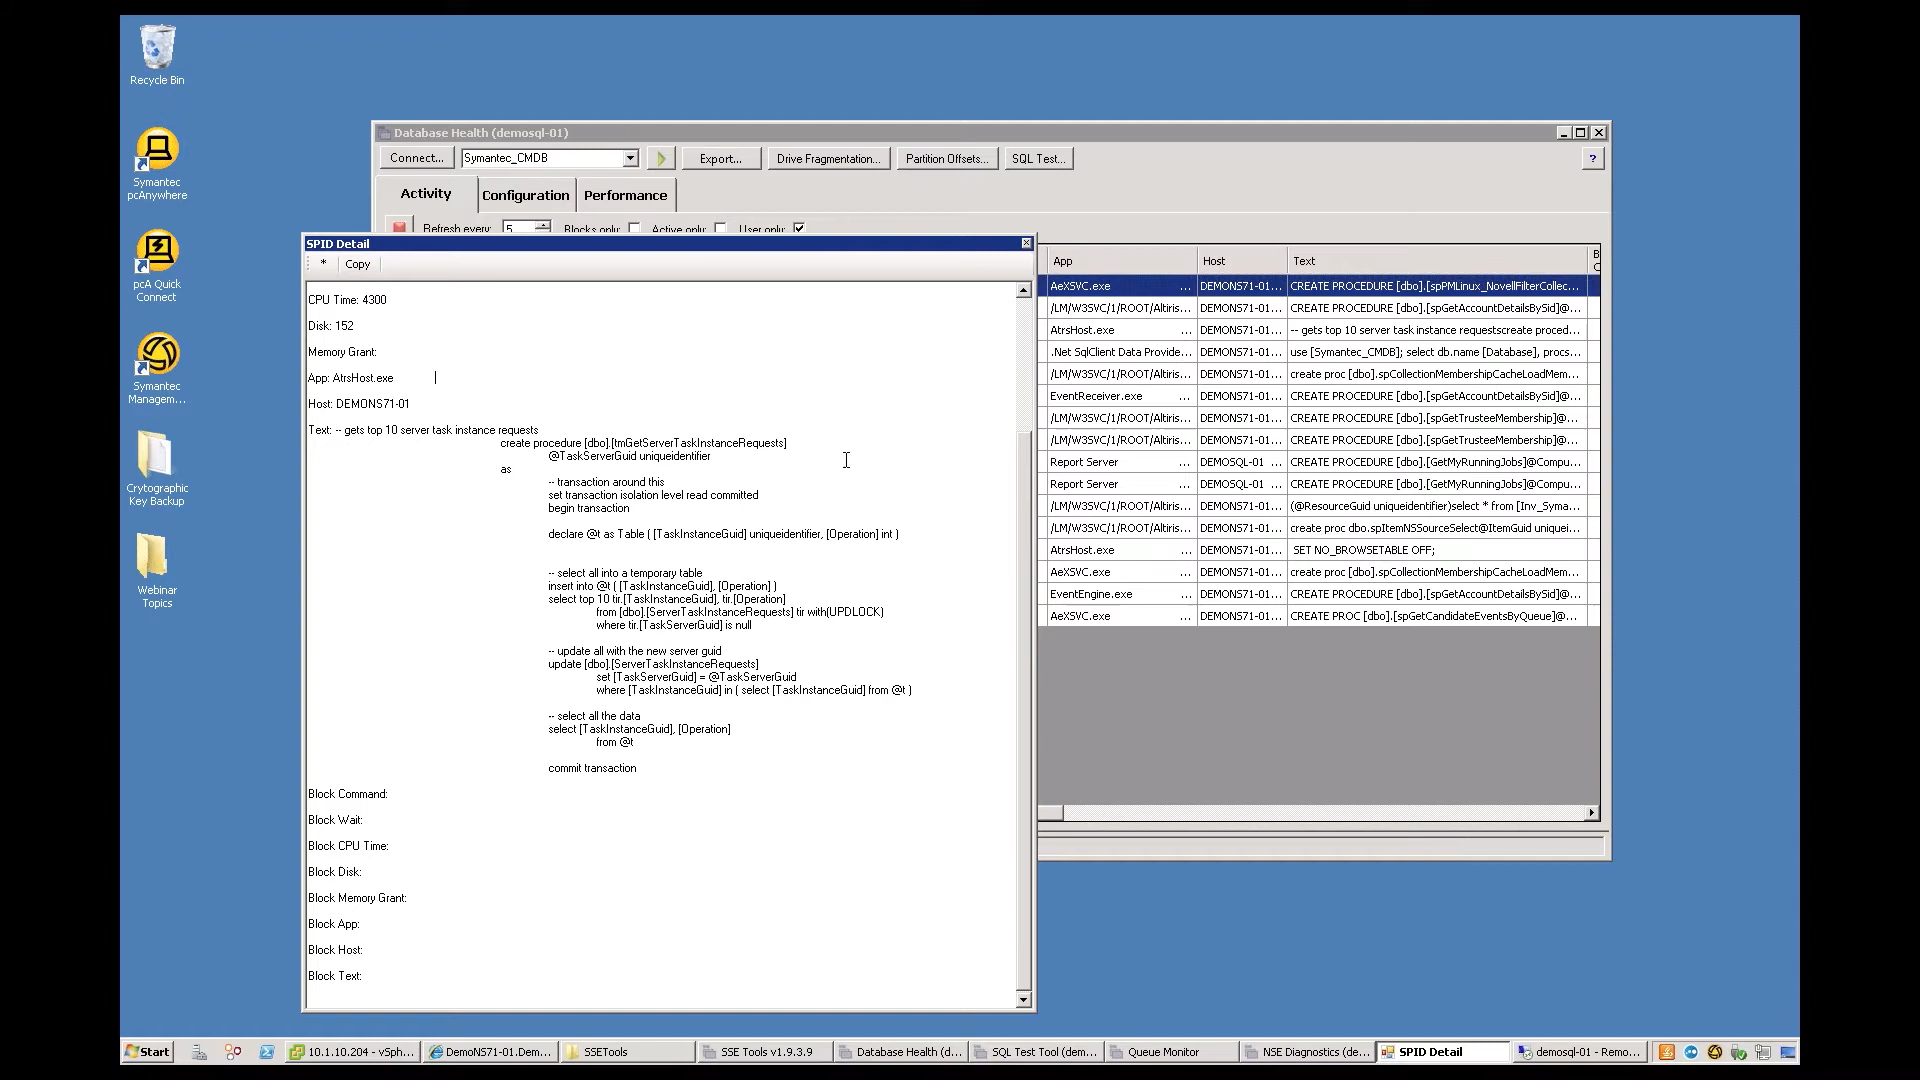 Recycle Bin
Symantec
pcAnywhere
pcA Quick
Connect
Symantec
Managem...
Crytographic
Key Backup
Webinar
Topics
Database Health (demosql-01)
Connect... Symantec_CMDB Export... Drive Fragmentation... Partition Offsets... SQL Test... ?
Activity Configuration Performance
Refresh every: 5 Blocks only: Active only: User only:
SPID Detail
* Copy
CPU Time: 4300
Disk: 152
Memory Grant:
App: AtrsHost.exe
Host: DEMONS71-01
Text: -- gets top 10 server task instance requests
create procedure [dbo].[tmGetServerTaskInstanceRequests]
@TaskServerGuid uniqueidentifier
as
-- transaction around this
set transaction isolation level read committed
begin transaction
declare @t as Table ( [TaskInstanceGuid] uniqueidentifier, [Operation] int )
-- select all into a temporary table
insert into @t ( [TaskInstanceGuid], [Operation] )
select top 10 tir.[TaskInstanceGuid], tir.[Operation]
from [dbo].[ServerTaskInstanceRequests] tir with(UPDLOCK)
where tir.[TaskServerGuid] is null
-- update all with the new server guid
update [dbo].[ServerTaskInstanceRequests]
set [TaskServerGuid] = @TaskServerGuid
where [TaskInstanceGuid] in ( select [TaskInstanceGuid] from @t )
-- select all the data
select [TaskInstanceGuid], [Operation]
from @t
commit transaction
Block Command:
Block Wait:
Block CPU Time:
Block Disk:
Block Memory Grant:
Block App:
Block Host:
Block Text:
App Host Text
AeXSVC.exe ... DEMONS71-01... CREATE PROCEDURE [dbo].[spPMLinux_NovellFilterCollec...
/LM/W3SVC/1/ROOT/Altiris... DEMONS71-01... CREATE PROCEDURE [dbo].[spGetAccountDetailsBySid]@...
AtrsHost.exe ... DEMONS71-01... -- gets top 10 server task instance requestscreate proced...
.Net SqlClient Data Provide... DEMONS71-01... use [Symantec_CMDB]; select db.name [Database], procs...
/LM/W3SVC/1/ROOT/Altiris... DEMONS71-01... create proc [dbo].spCollectionMembershipCacheLoadMem...
EventReceiver.exe ... DEMONS71-01... CREATE PROCEDURE [dbo].[spGetAccountDetailsBySid]@...
/LM/W3SVC/1/ROOT/Altiris... DEMONS71-01... CREATE PROCEDURE [dbo].[spGetTrusteeMembership]@...
/LM/W3SVC/1/ROOT/Altiris... DEMONS71-01... CREATE PROCEDURE [dbo].[spGetTrusteeMembership]@...
Report Server ... DEMOSQL-01 ... CREATE PROCEDURE [dbo].[GetMyRunningJobs]@Compu...
Report Server ... DEMOSQL-01 ... CREATE PROCEDURE [dbo].[GetMyRunningJobs]@Compu...
/LM/W3SVC/1/ROOT/Altiris... DEMONS71-01... (@ResourceGuid uniqueidentifier)select * from [Inv_Syma...
/LM/W3SVC/1/ROOT/Altiris... DEMONS71-01... create proc dbo.spItemNSSourceSelect@ItemGuid uniquei...
AtrsHost.exe ... DEMONS71-01... SET NO_BROWSETABLE OFF;
AeXSVC.exe ... DEMONS71-01... create proc [dbo].spCollectionMembershipCacheLoadMem...
EventEngine.exe ... DEMONS71-01... CREATE PROCEDURE [dbo].[spGetAccountDetailsBySid]@...
AeXSVC.exe ... DEMONS71-01... CREATE PROC [dbo].[spGetCandidateEventsByQueue]@...
Start 10.1.10.204 - vSph... DemoNS71-01.Dem... SSETools SSE Tools v1.9.3.9 Database Health (d... SQL Test Tool (dem... Queue Monitor NSE Diagnostics (de... SPID Detail demosql-01 - Remo...